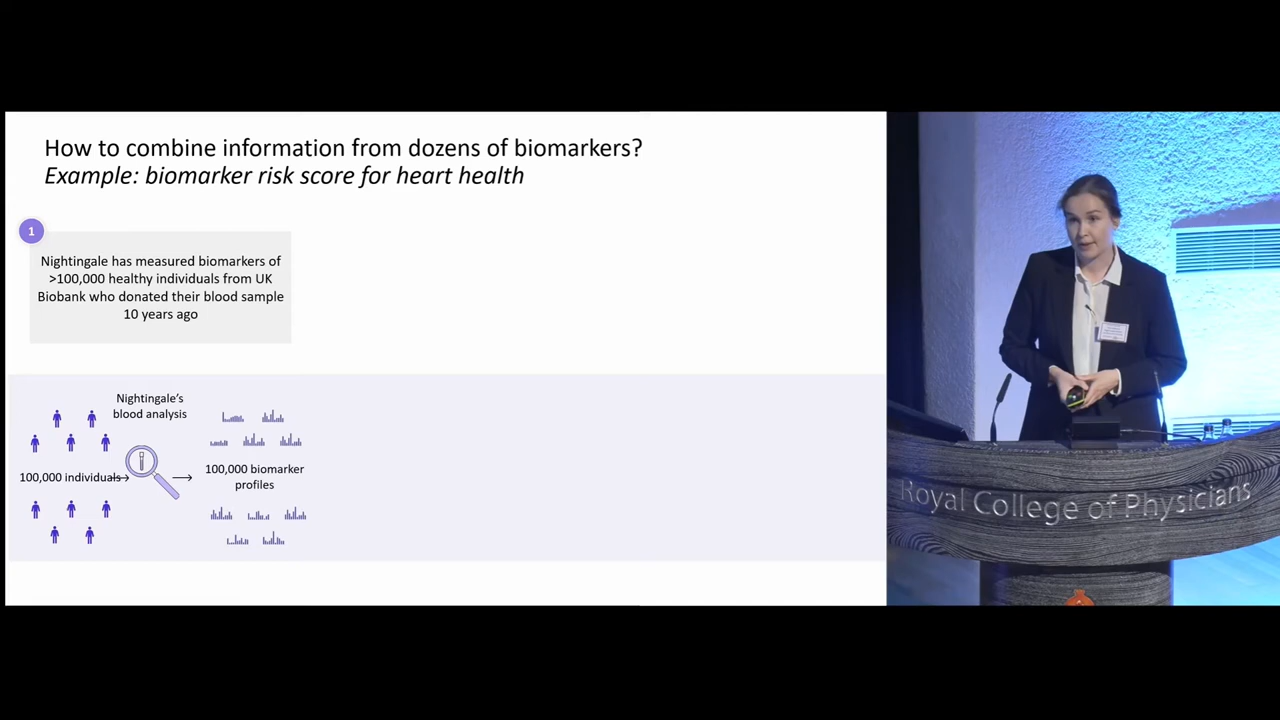 How to combine information from dozens of biomarkers?
Example: biomarker risk score for heart health
1
Nightingale has measured biomarkers of
>100,000 healthy individuals from UK
Biobank who donated their blood sample
10 years ago
Nightingale's
blood analysis
100,000 individuals
100,000 biomarker
profiles
Royal College of Physicians